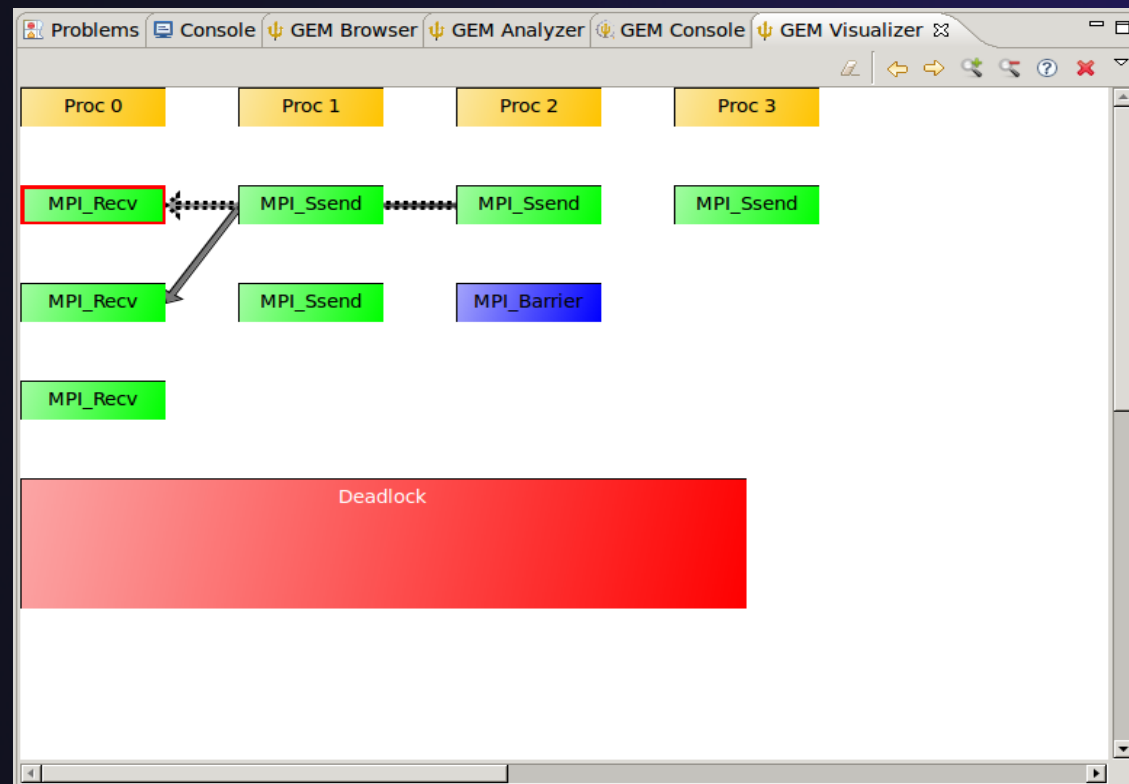 Problems Console GEM Browser GEM Analyzer GEM Console GEM Visualizer
Proc 0 Proc 1 Proc 2 Proc 3
MPI_Recv MPI_Ssend MPI_Ssend MPI_Ssend
MPI_Recv MPI_Ssend MPI_Barrier
MPI_Recv
Deadlock